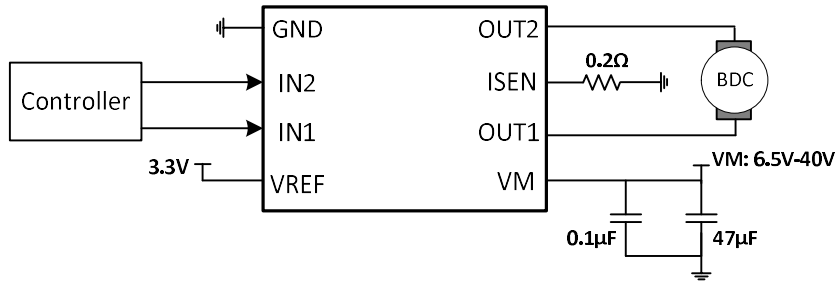 GND
OUT2
0.2Ω
Controller
IN2
ISEN
BDC
IN1
OUT1
3.3V
VREF
VM
VM: 6.5V-40V
0.1µF
47µF